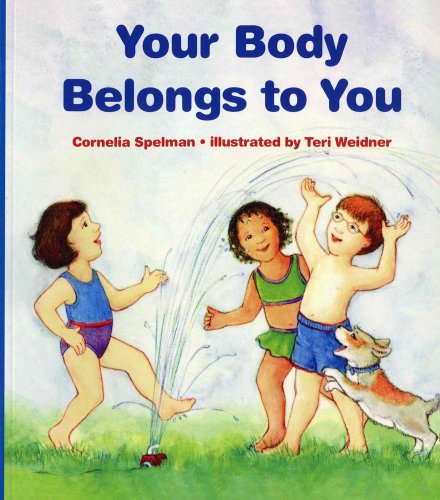 Your Body
Belongs to You
Cornelia Spelman • illustrated by Teri Weidner